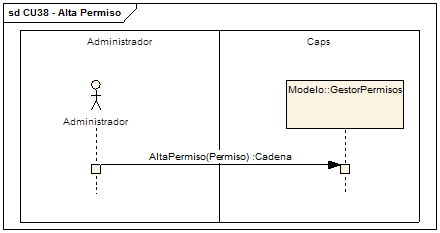 sd CU38 - Alta Permiso
Administrador
Caps
Modelo::GestorPermisos
Administrador
AltaPermiso(Permiso) :Cadena